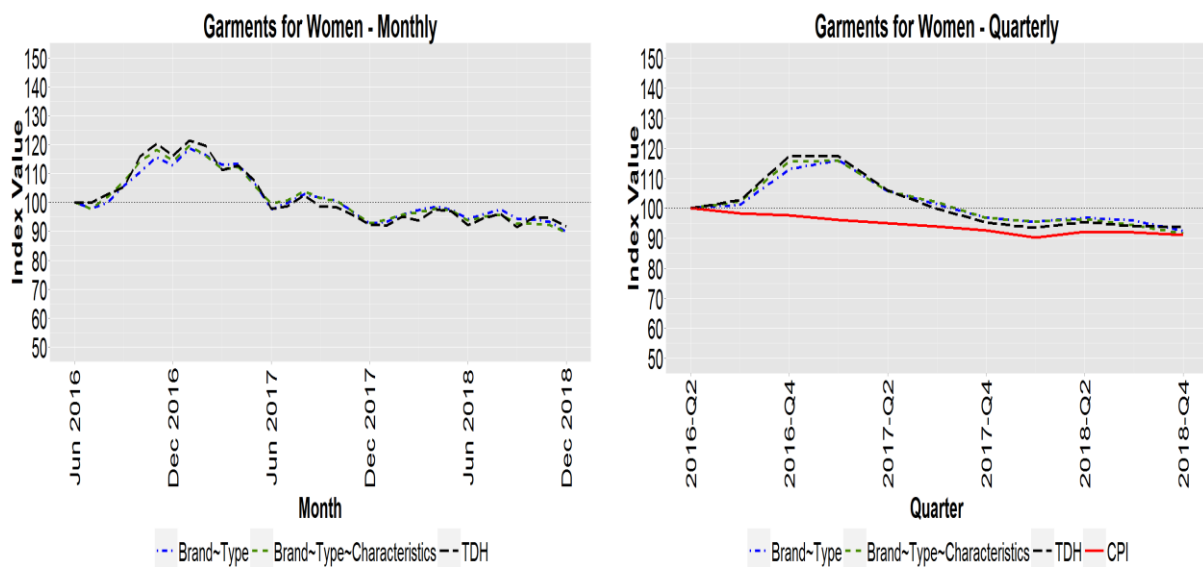 Garments for Women - Monthly
Index Value
150
140
130
120
110
100
90
80
70
60
50
Jun 2016
Dec 2016
Jun 2017
Dec 2017
Jun 2018
Dec 2018
Month
Brand~Type Brand~Type~Characteristics TDH
Garments for Women - Quarterly
Index Value
150
140
130
120
110
100
90
80
70
60
50
2016-Q2
2016-Q4
2017-Q2
2017-Q4
2018-Q2
2018-Q4
Quarter
Brand~Type Brand~Type~Characteristics TDH CPI